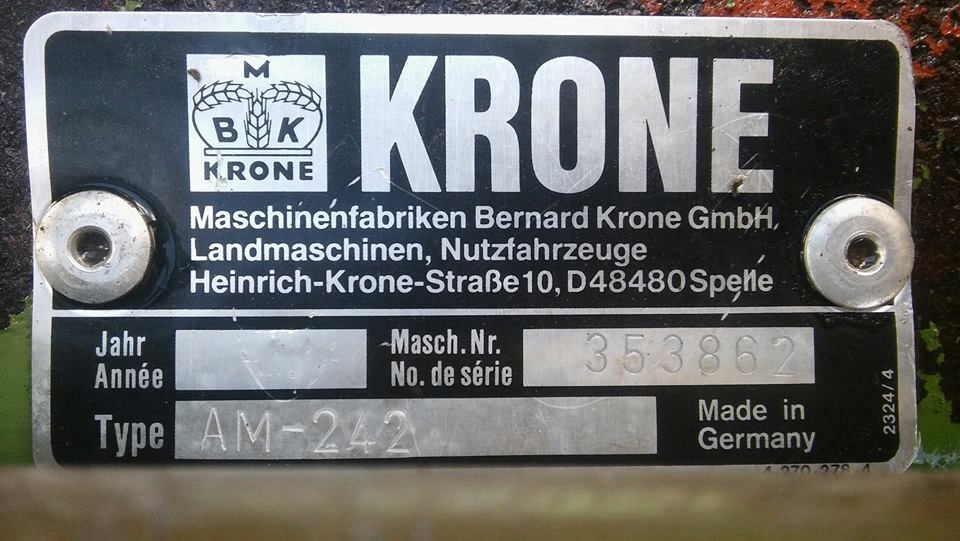 M
B K
KRONE
KRONE
Maschinenfabriken Bernard Krone GmbH
Landmaschinen, Nutzfahrzeuge
Heinrich-Krone-Straße 10, D48480 Spelle
Jahr
Année
Masch. Nr.
No. de série
353862
Type
AM-242
Made in
Germany
2324/4